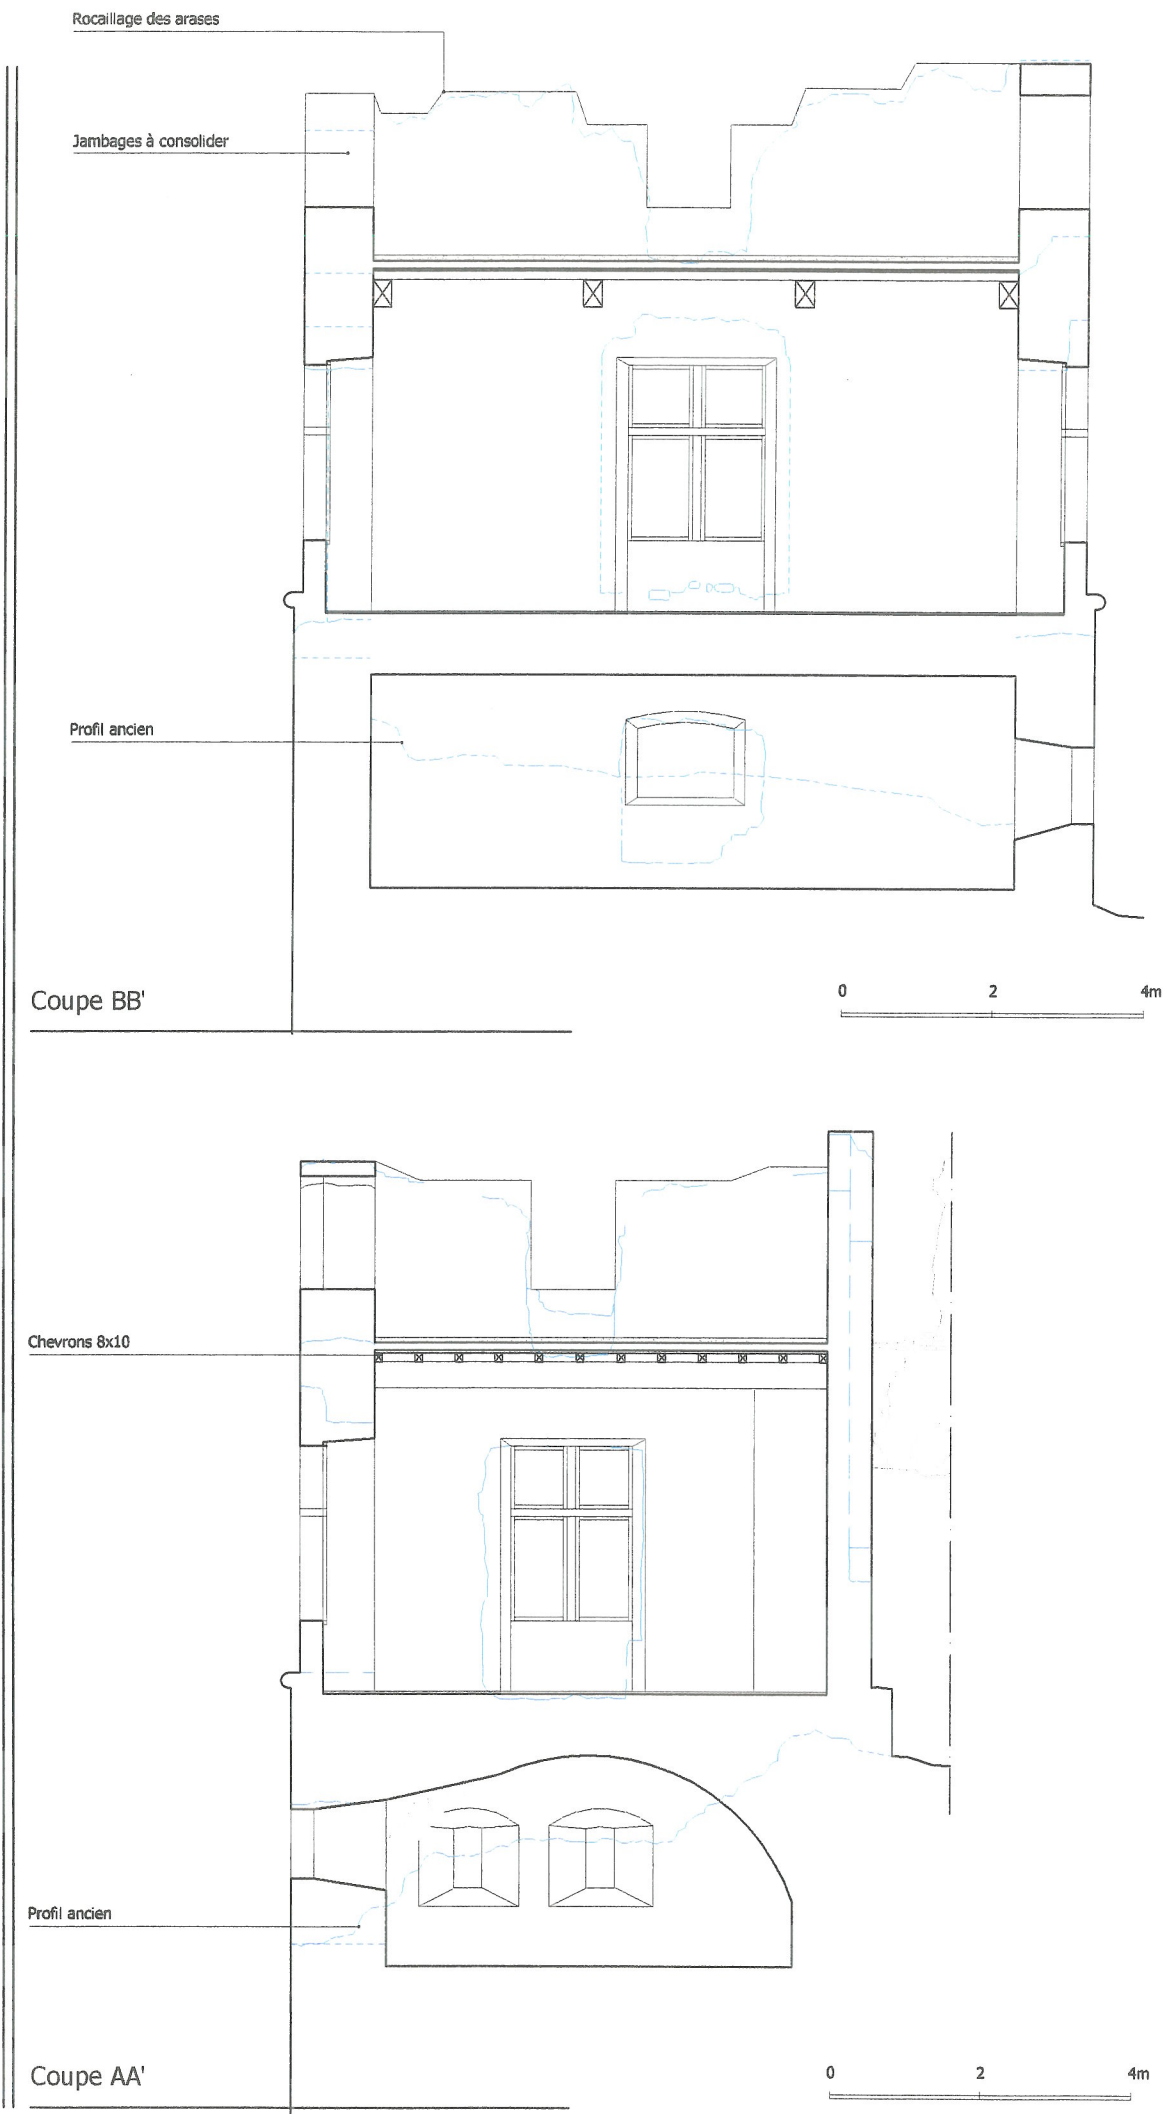 Rocaillage des arases
Jambages à consolider
Profil ancien
Coupe BB'
0 2 4m
Chevrons 8x10
Profil ancien
Coupe AA'
0 2 4m